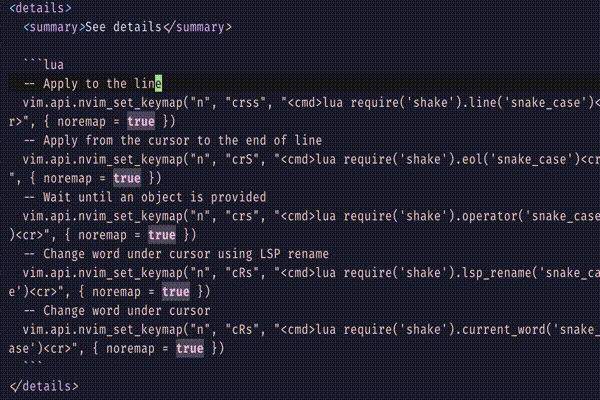 <details>
<summary>See details</summary>
```lua
-- Apply to the line
vim.api.nvim_set_keymap("n", "crss", "<cmd>lua require('shake').line('snake_case')<
r>", { noremap = true })
-- Apply from the cursor to the end of line
vim.api.nvim_set_keymap("n", "crS", "<cmd>lua require('shake').eol('snake_case')<cr
", { noremap = true })
-- Wait until an object is provided
vim.api.nvim_set_keymap("n", "crs", "<cmd>lua require('shake').operator('snake_case
)<cr>", { noremap = true })
-- Change word under cursor using LSP rename
vim.api.nvim_set_keymap("n", "cRs", "<cmd>lua require('shake').lsp_rename('snake_ca
e')<cr>", { noremap = true })
-- Change word under cursor
vim.api.nvim_set_keymap("n", "cRs", "<cmd>lua require('shake').current_word('snake_
ase')<cr>", { noremap = true })
```
</details>